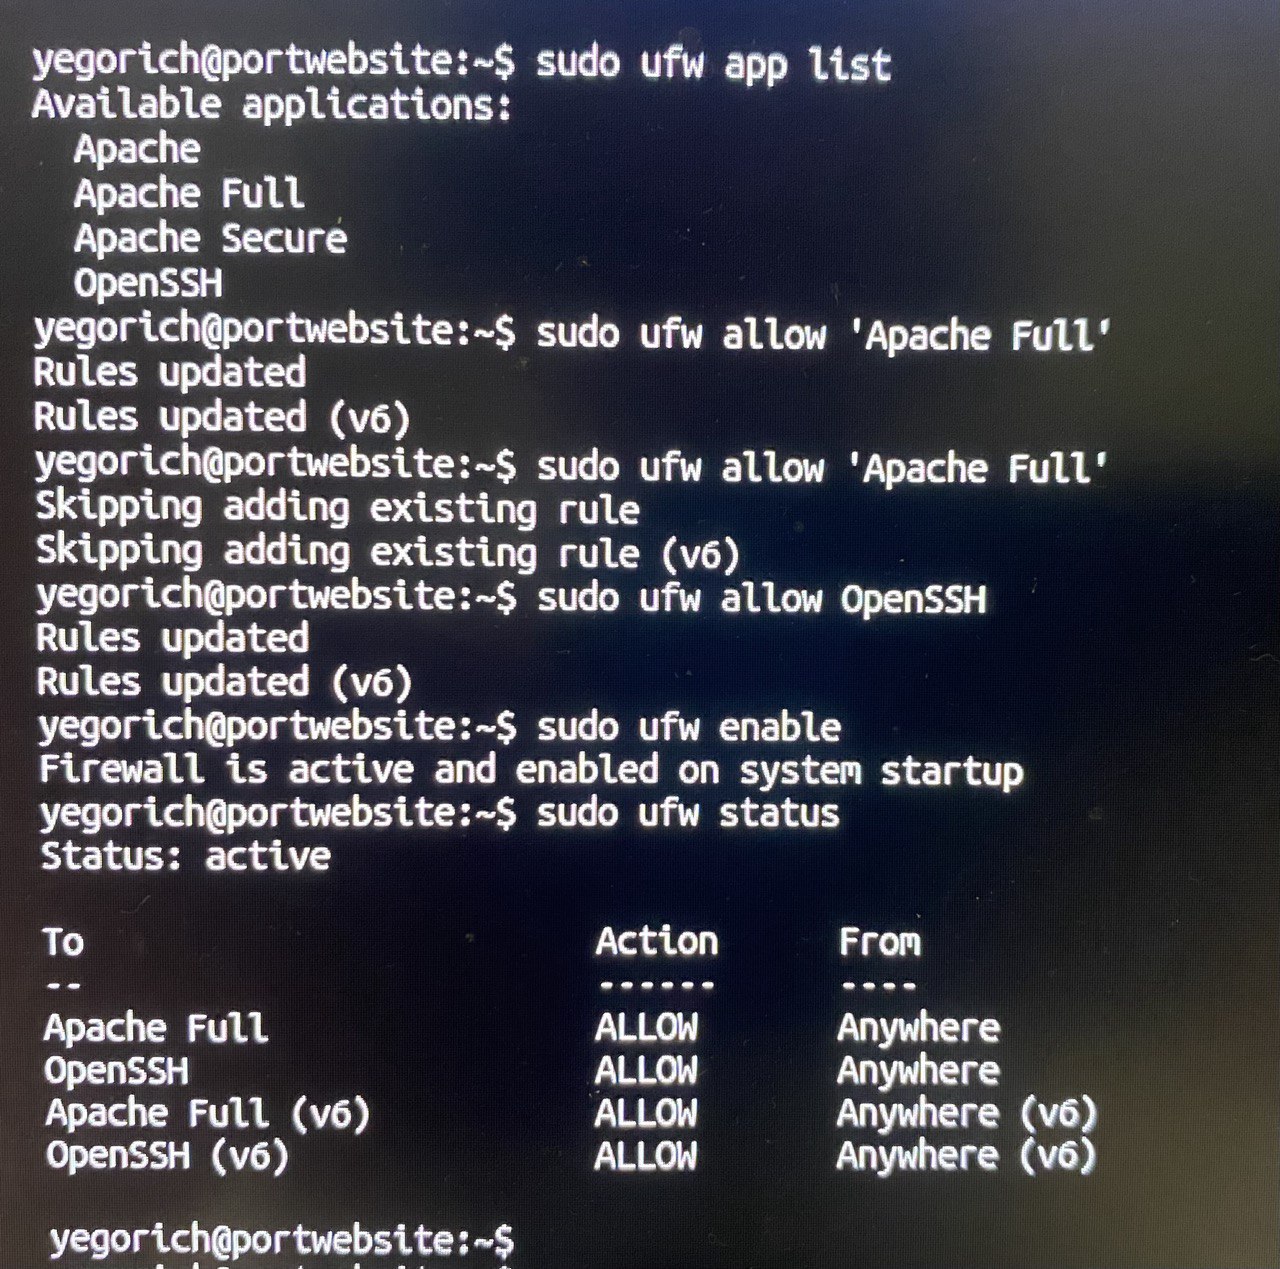 yegorich@portwebsite:~$ sudo ufw app list
Available applications:
  Apache
  Apache Full
  Apache Secure
  OpenSSH
yegorich@portwebsite:~$ sudo ufw allow 'Apache Full'
Rules updated
Rules updated (v6)
yegorich@portwebsite:~$ sudo ufw allow 'Apache Full'
Skipping adding existing rule
Skipping adding existing rule (v6)
yegorich@portwebsite:~$ sudo ufw allow OpenSSH
Rules updated
Rules updated (v6)
yegorich@portwebsite:~$ sudo ufw enable
Firewall is active and enabled on system startup
yegorich@portwebsite:~$ sudo ufw status
Status: active

To                         Action      From
--                         ------      ----
Apache Full                ALLOW       Anywhere
OpenSSH                    ALLOW       Anywhere
Apache Full (v6)           ALLOW       Anywhere (v6)
OpenSSH (v6)               ALLOW       Anywhere (v6)

yegorich@portwebsite:~$